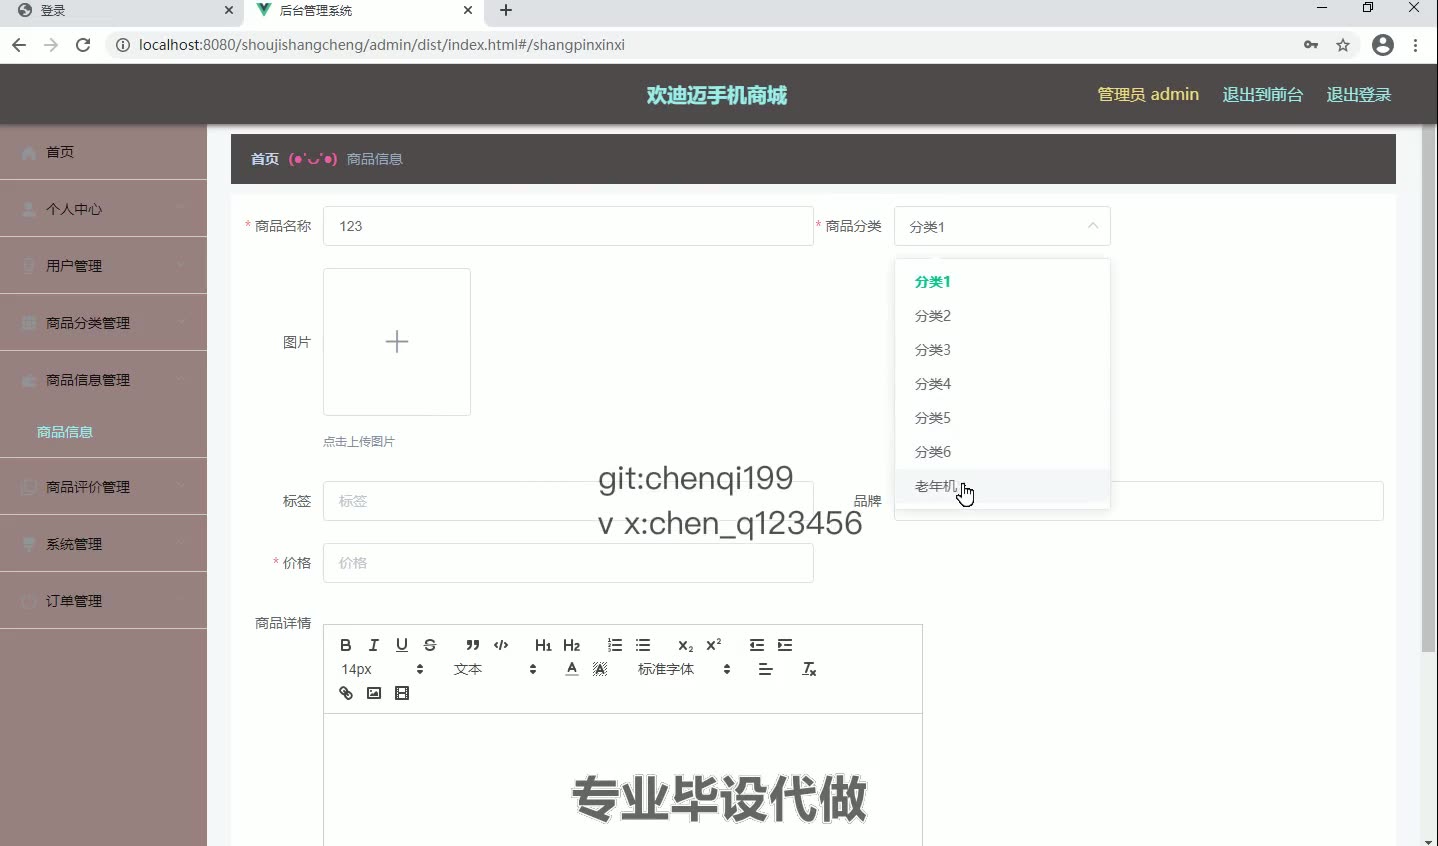 登录
后台管理系统
localhost:8080/shoujishangcheng/admin/dist/index.html#/shangpinxinxi
欢迪迈手机商城
管理员 admin
退出到前台
退出登录
首页
个人中心
用户管理
商品分类管理
商品信息管理
商品信息
商品评价管理
系统管理
订单管理
首页 (●'◡'●) 商品信息
* 商品名称 123
* 商品分类 分类1
分类1
分类2
分类3
分类4
分类5
分类6
老年机
图片
点击上传图片
git:chenqi199
标签 标签
品牌
v x:chen_q123456
* 价格 价格
商品详情
B I U S ” </> H1 H2 X₂ X²
14px 文本 A A 标准字体 Tx
专业毕设代做